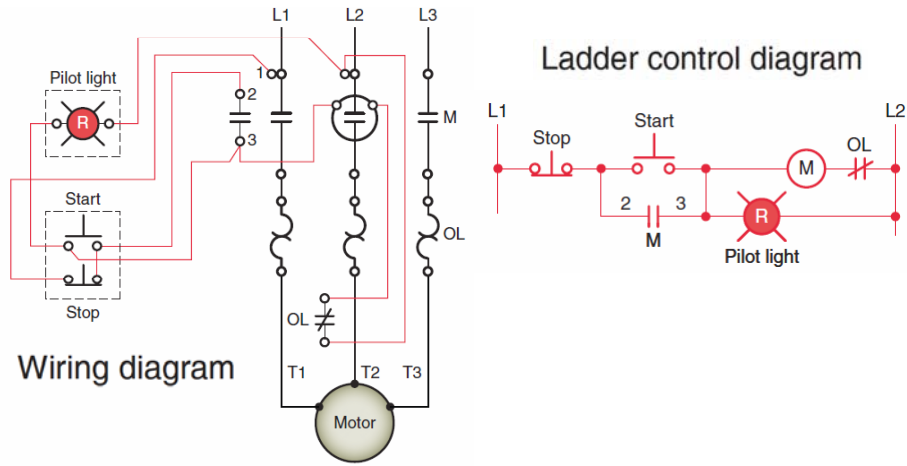 L1 L2 L3
Pilot light
R
1
2
M
3
Start
Stop
OL
OL
T1 T2 T3
Motor
Wiring diagram
Ladder control diagram
L1 L2
Stop Start OL
M
2 3
M
R
Pilot light